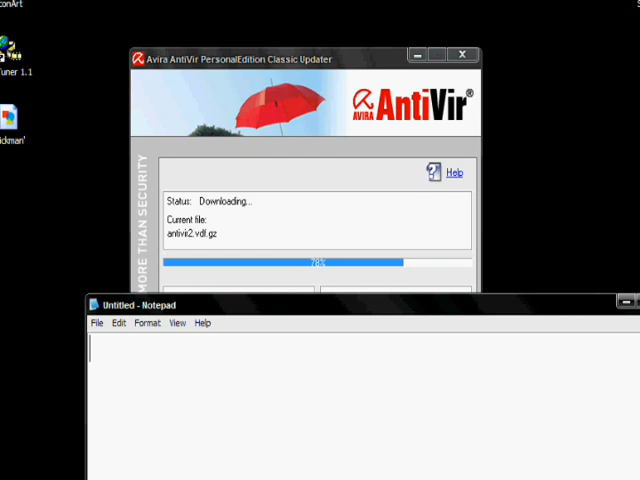 conArt
Tuner 1.1
ickman'
Avira AntiVir PersonalEdition Classic Updater
AVIRA AntiVir®
MORE THAN SECURITY
Help
Status: Downloading...
Current file:
antivir2.vdf.gz
78%
Untitled - Notepad
File Edit Format View Help